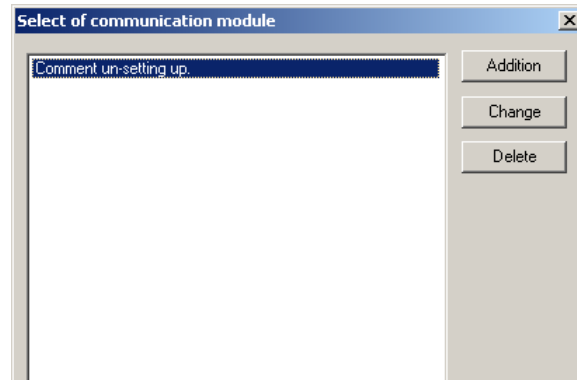 Select of communication module
Comment un-setting up.
Addition
Change
Delete